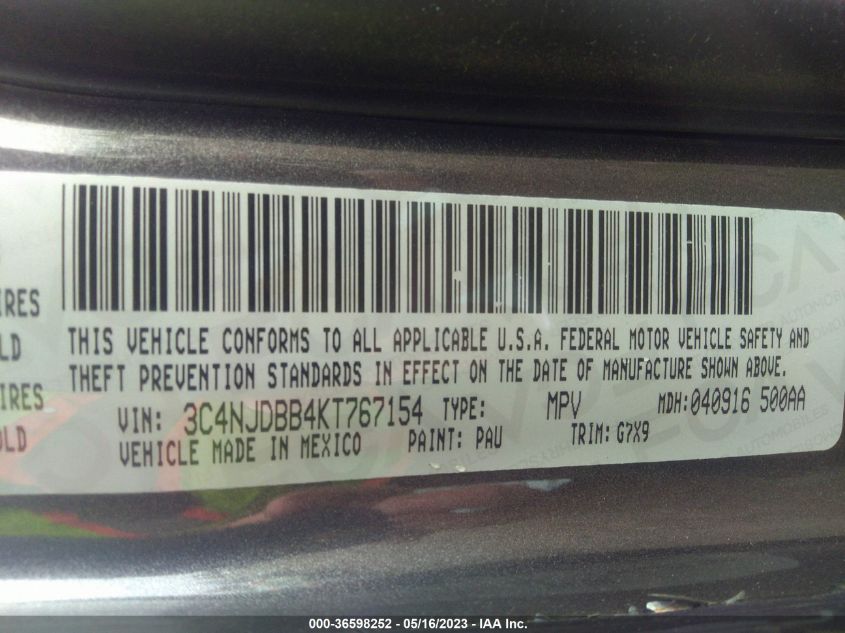 IRES
LD
IRES
ULD
THIS VEHICLE CONFORMS TO ALL APPLICABLE U.S.A. FEDERAL MOTOR VEHICLE SAFETY AND
THEFT PREVENTION STANDARDS IN EFFECT ON THE DATE OF MANUFACTURE SHOWN ABOVE.
VIN: 3C4NJDBB4KT767154 TYPE: MPV MDH:040916 500AA
VEHICLE MADE IN MEXICO PAINT: PAU TRIM: G7X9
000-36598252 - 05/16/2023 - IAA Inc.